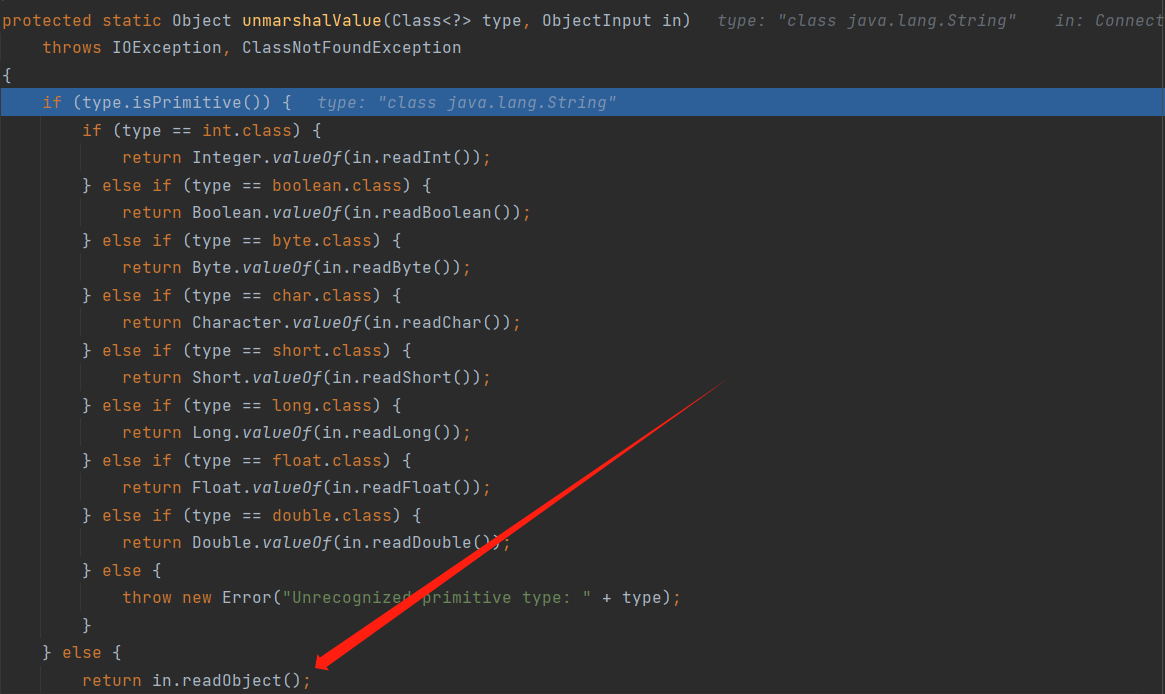 protected static Object unmarshalValue(Class<?> type, ObjectInput in)   type: "class java.lang.String"    in: Connect
    throws IOException, ClassNotFoundException
{
    if (type.isPrimitive()) {   type: "class java.lang.String"
        if (type == int.class) {
            return Integer.valueOf(in.readInt());
        } else if (type == boolean.class) {
            return Boolean.valueOf(in.readBoolean());
        } else if (type == byte.class) {
            return Byte.valueOf(in.readByte());
        } else if (type == char.class) {
            return Character.valueOf(in.readChar());
        } else if (type == short.class) {
            return Short.valueOf(in.readShort());
        } else if (type == long.class) {
            return Long.valueOf(in.readLong());
        } else if (type == float.class) {
            return Float.valueOf(in.readFloat());
        } else if (type == double.class) {
            return Double.valueOf(in.readDouble());
        } else {
            throw new Error("Unrecognized primitive type: " + type);
        }
    } else {
        return in.readObject();